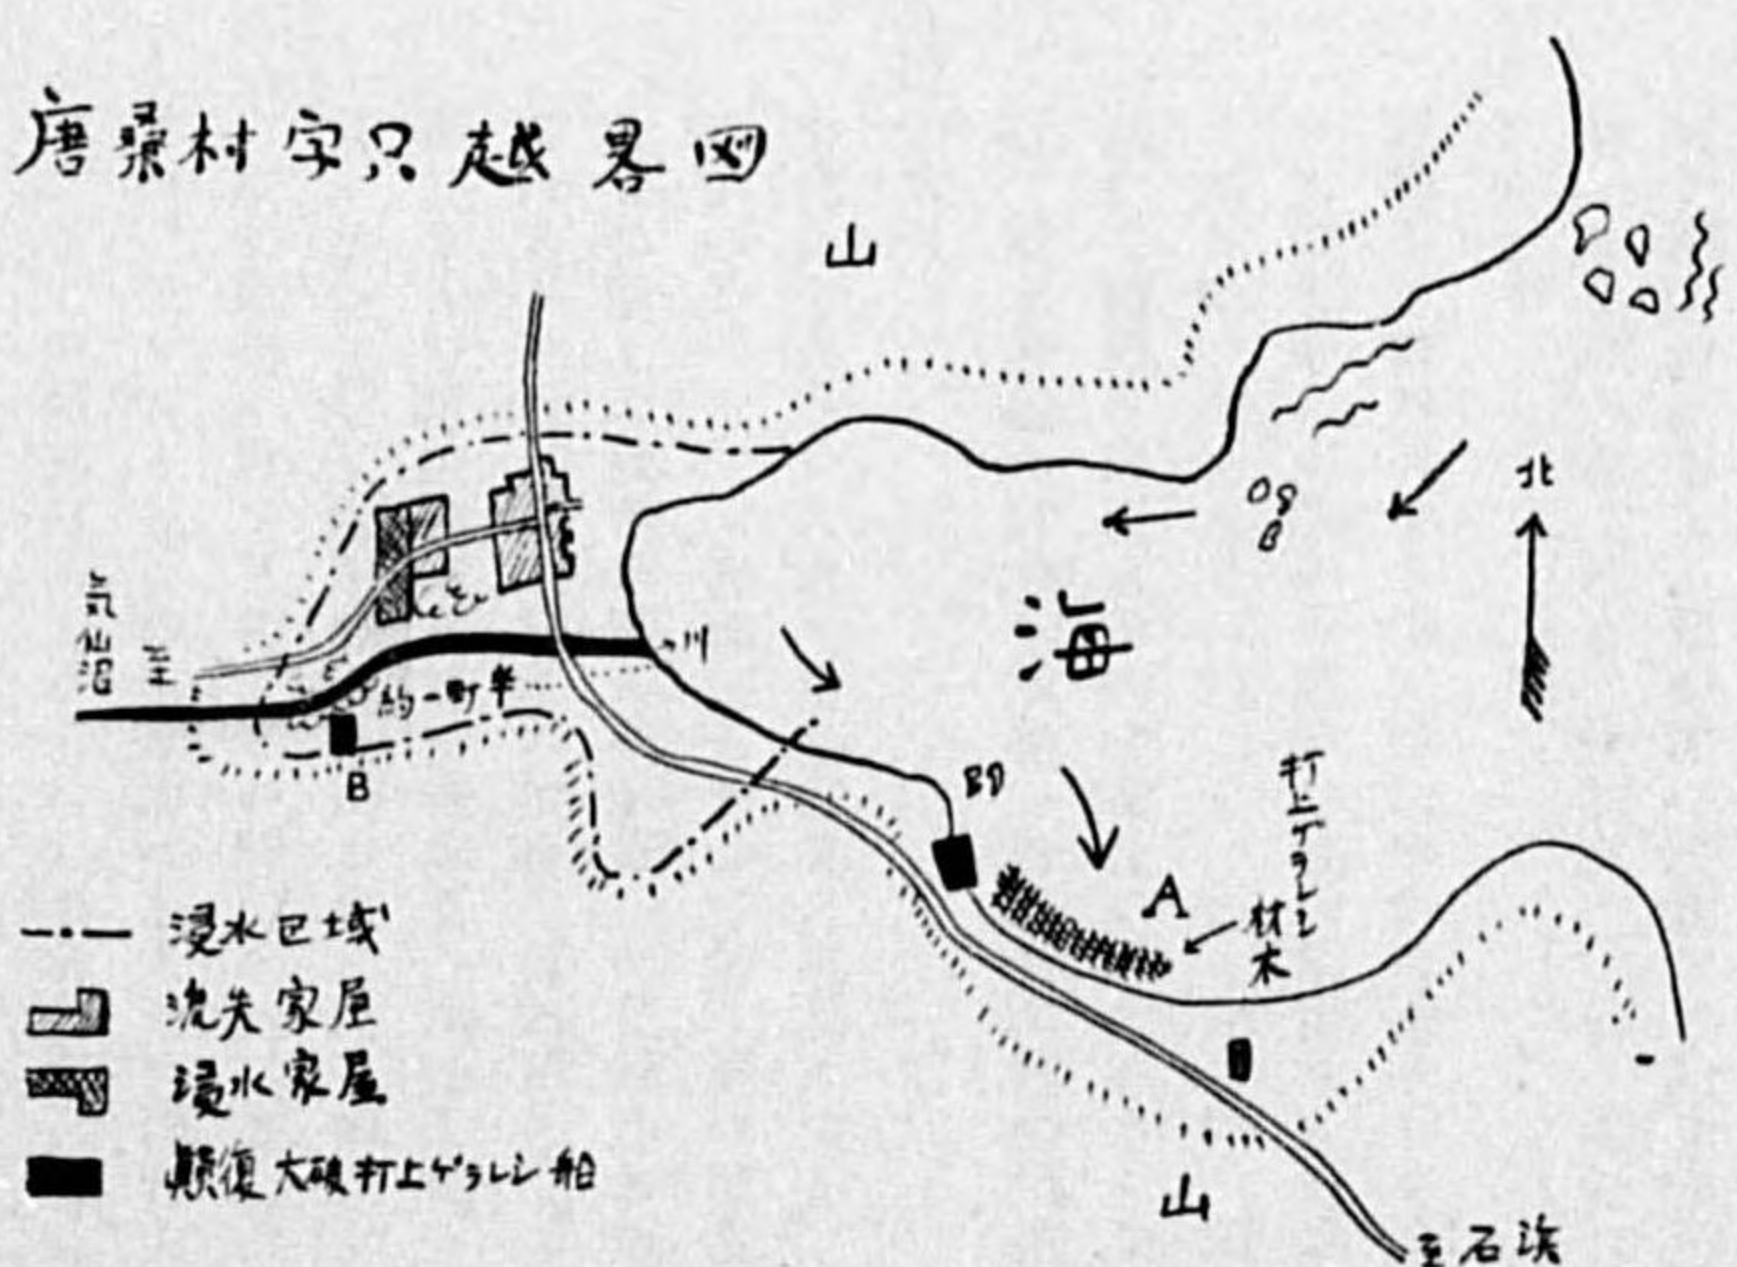 唐桑村字只越畧図
山
北
海
至気仙沼
川
約一町半
B
A
打上ゲラレシ
材木
浸水区域
流失家屋
浸水家屋
顛復大破打上ゲラレシ船
山
至石浜